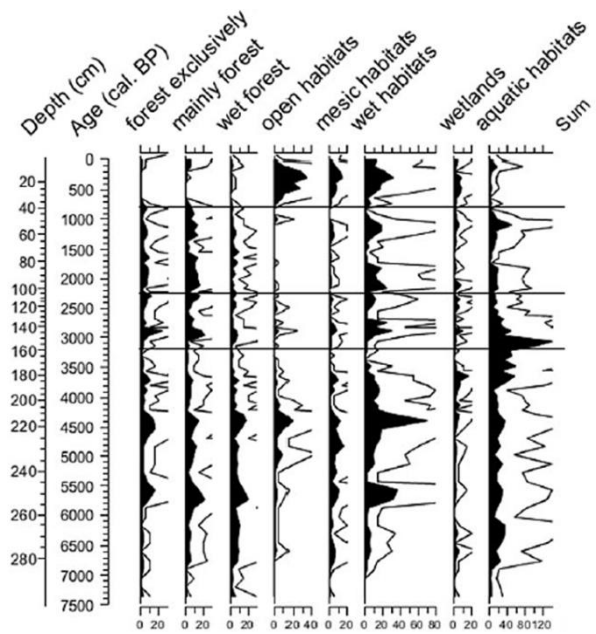 Depth (cm)
Age (cal. BP)
forest exclusively
mainly forest
wet forest
open habitats
mesic habitats
wet habitats
wetlands
aquatic habitats
Sum
20
40
60
80
100
120
140
160
180
200
220
240
260
280
0
500
1000
1500
2000
2500
3000
3500
4000
4500
5000
5500
6000
6500
7000
7500
0 20
0 20
0 20
0 20 40
0 20
0 20 40 60 80
0 20
0 40 80 120